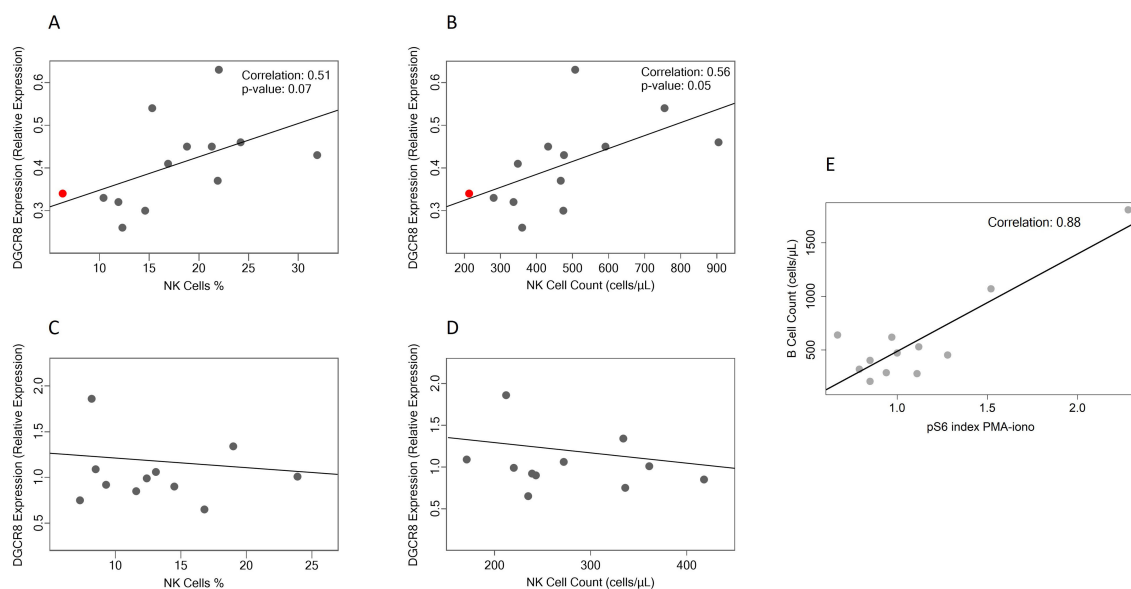 A
DGCR8 Expression (Relative Expression)
0.3 0.4 0.5 0.6
Correlation: 0.51
p-value: 0.07
10 15 20 25 30
NK Cells %
B
DGCR8 Expression (Relative Expression)
0.3 0.4 0.5 0.6
Correlation: 0.56
p-value: 0.05
200 300 400 500 600 700 800 900
NK Cell Count (cells/μL)
C
DGCR8 Expression (Relative Expression)
0.5 1.0 1.5 2.0
10 15 20 25
NK Cells %
D
DGCR8 Expression (Relative Expression)
0.5 1.0 1.5 2.0
200 300 400
NK Cell Count (cells/μL)
E
B Cell Count (cells/μL)
500 1000 1500
Correlation: 0.88
1.0 1.5 2.0
pS6 index PMA-iono